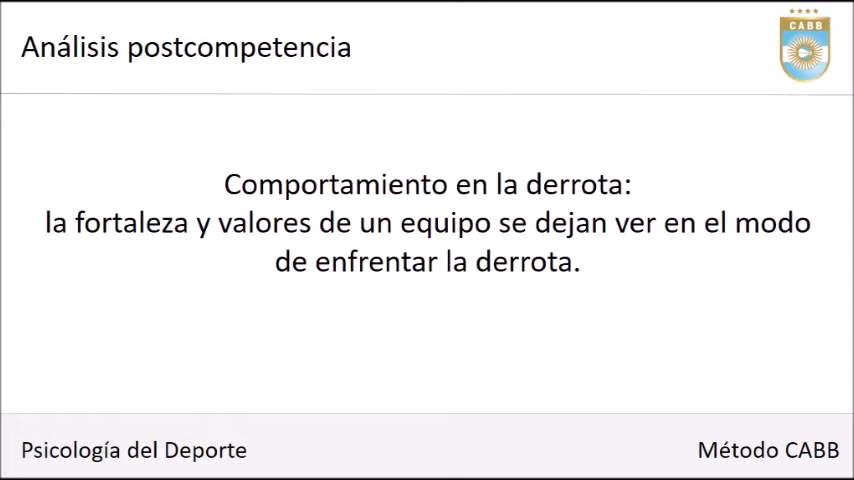 Análisis postcompetencia
CABB
Comportamiento en la derrota:
la fortaleza y valores de un equipo se dejan ver en el modo
de enfrentar la derrota.
Psicología del Deporte
Método CABB